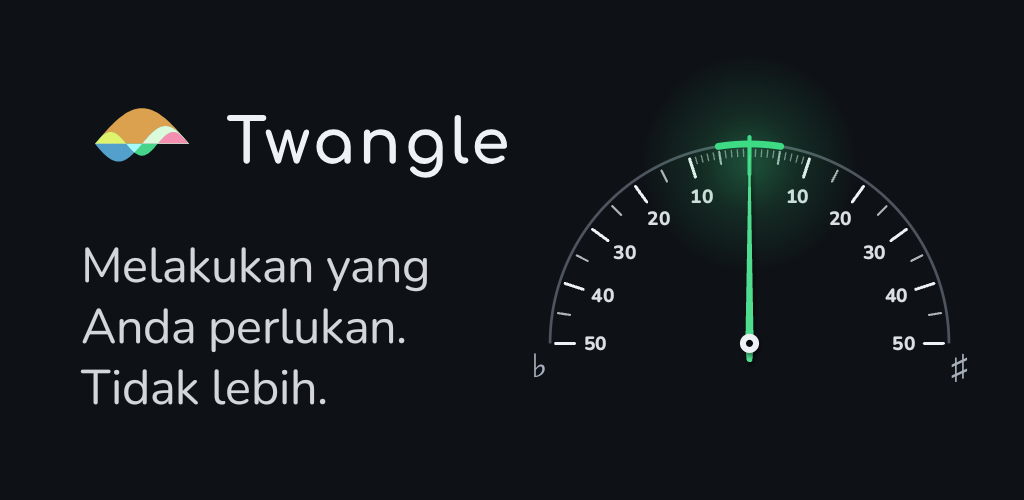 Twangle
Melakukan yang
Anda perlukan.
Tidak lebih.
10 10
20 20
30 30
40 40
50 50
♭ ♯